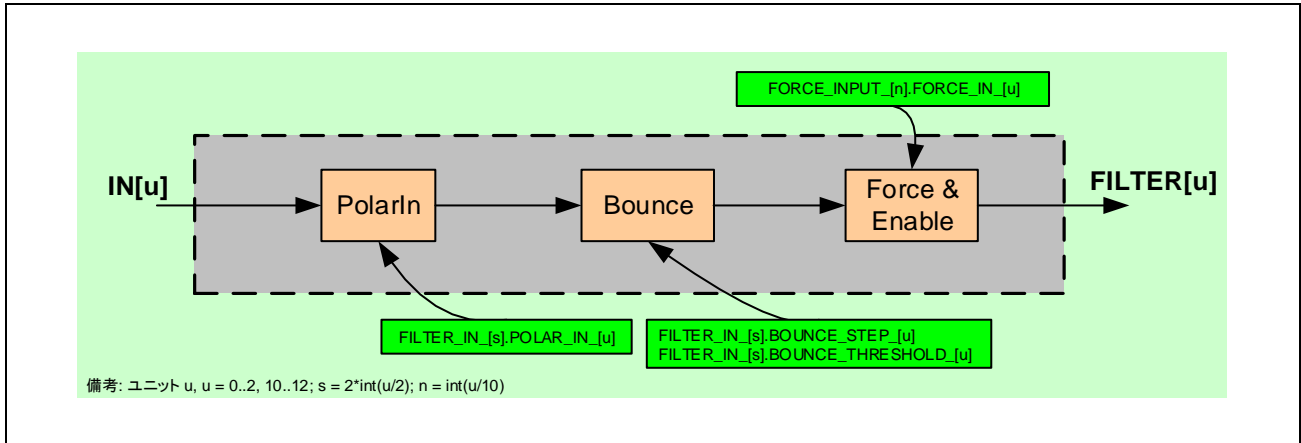 FORCE_INPUT_[n].FORCE_IN_[u]
IN[u]
PolarIn
Bounce
Force &
Enable
FILTER[u]
FILTER_IN_[s].POLAR_IN_[u]
FILTER_IN_[s].BOUNCE_STEP_[u]
FILTER_IN_[s].BOUNCE_THRESHOLD_[u]
備考: ユニット u, u = 0..2, 10..12; s = 2*int(u/2); n = int(u/10)